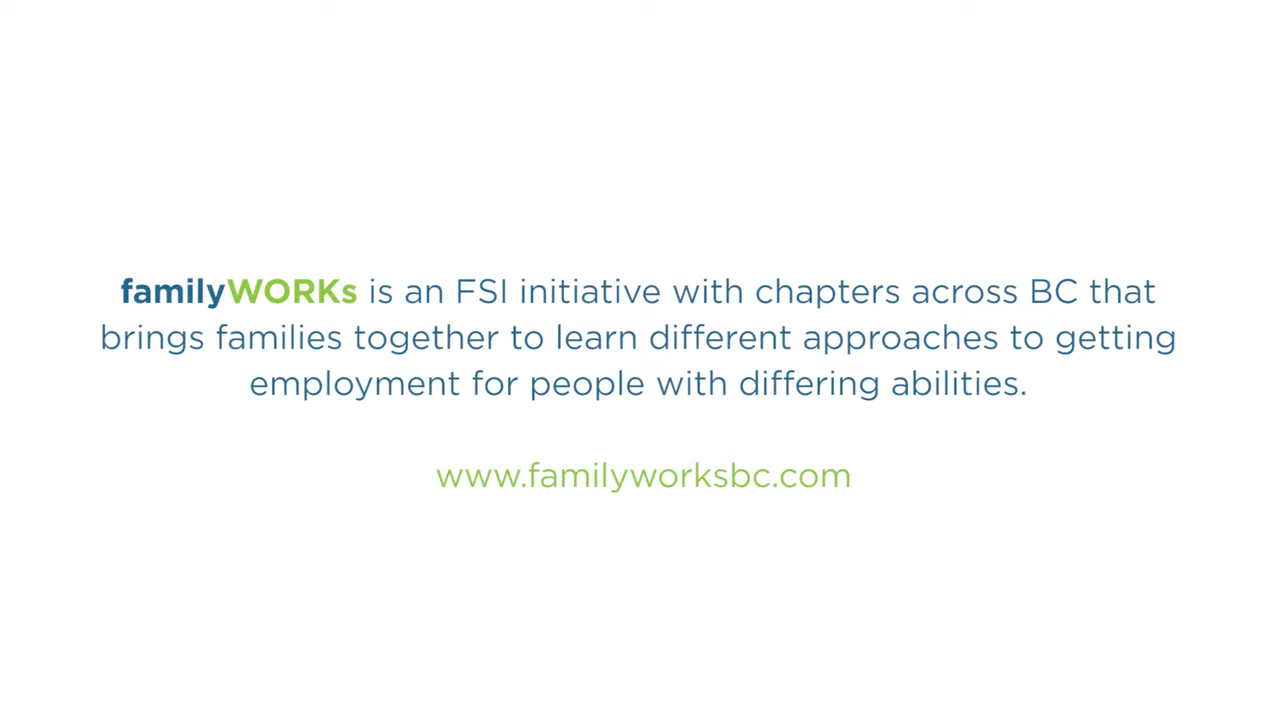 familyWORKs is an FSI initiative with chapters across BC that
brings families together to learn different approaches to getting
employment for people with differing abilities.
www.familyworksbc.com